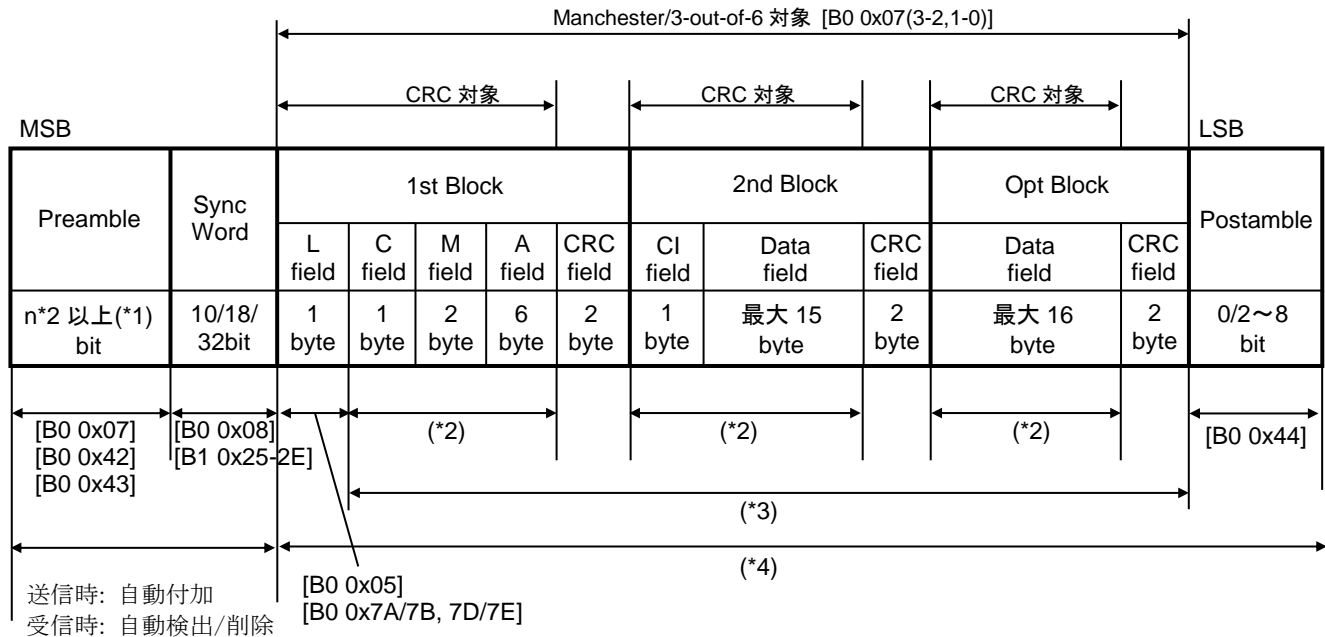 Manchester/3-out-of-6 対象 [B0 0x07(3-2,1-0)]
CRC 対象 CRC 対象 CRC 対象
MSB LSB
Preamble Sync Word 1st Block 2nd Block Opt Block Postamble
L field C field M field A field CRC field CI field Data field CRC field Data field CRC field
n*2 以上(*1) bit 10/18/ 32bit 1 byte 1 byte 2 byte 6 byte 2 byte 1 byte 最大 15 byte 2 byte 最大 16 byte 2 byte 0/2～8 bit
[B0 0x07] [B0 0x08] (*2) (*2) (*2) [B0 0x44]
[B0 0x42] [B1 0x25-2E]
[B0 0x43]
(*3)
(*4)
送信時: 自動付加 [B0 0x05]
受信時: 自動検出/削除 [B0 0x7A/7B, 7D/7E]